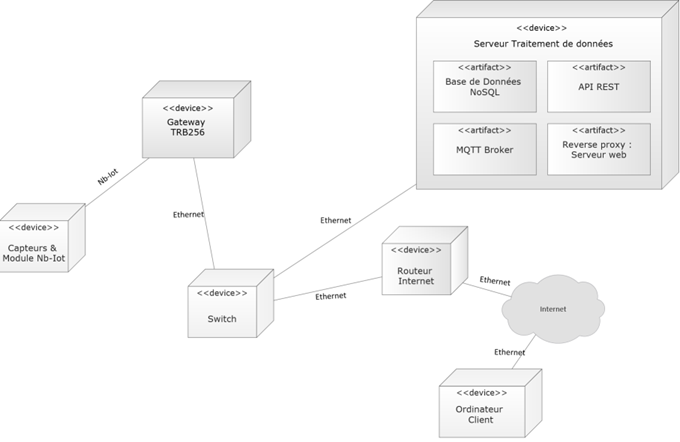 <<device>>
Serveur Traitement de données
<<artifact>>
Base de Données
NoSQL
<<artifact>>
API REST
<<artifact>>
MQTT Broker
<<artifact>>
Reverse proxy :
Serveur web
<<device>>
Gateway
TRB256
Nb-Iot
Ethernet
<<device>>
Capteurs &
Module Nb-Iot
Ethernet
<<device>>
Routeur
Internet
<<device>>
Switch
Ethernet
Ethernet
Internet
Ethernet
<<device>>
Ordinateur
Client